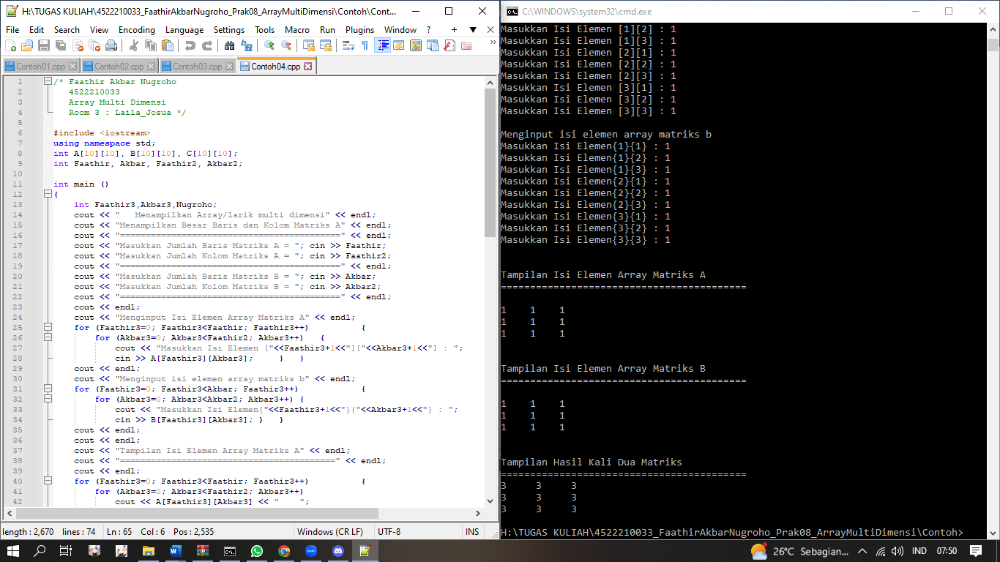 H:\TUGAS KULIAH\4522210033_FaathirAkbarNugroho_Prak08_ArrayMultiDimensi\Contoh\Cont...
File Edit Search View Encoding Language Settings Tools Macro Run Plugins Window ? + ▼ X
Contoh01.cpp Contoh02.cpp Contoh03.cpp Contoh04.cpp
1 /* Faathir Akbar Nugroho
2 4522210033
3 Array Multi Dimensi
4 Room 3 : Laila_Josua */
5
6 #include <iostream>
7 using namespace std;
8 int A[10][10], B[10][10], C[10][10];
9 int Faathir, Akbar, Faathir2, Akbar2;
10
11 int main ()
12 {
13 int Faathir3,Akbar3,Nugroho;
14 cout << "   Menampilkan Array/larik multi dimensi" << endl;
15 cout << "Menampilkan Besar Baris dan Kolom Matriks A" << endl;
16 cout << "===========================================" << endl;
17 cout << "Masukkan Jumlah Baris Matriks A = "; cin >> Faathir;
18 cout << "Masukkan Jumlah Kolom Matriks A = "; cin >> Faathir2;
19 cout << "===========================================" << endl;
20 cout << "Masukkan Jumlah Baris Matriks B = "; cin >> Akbar;
21 cout << "Masukkan Jumlah Kolom Matriks B = "; cin >> Akbar2;
22 cout << "===========================================" << endl;
23 cout << endl;
24 cout << "Menginput Isi Elemen Array Matriks A" << endl;
25 for (Faathir3=0; Faathir3<Faathir; Faathir3++) {
26 for (Akbar3=0; Akbar3<Faathir2; Akbar3++) {
27 cout << "Masukkan Isi Elemen ["<<Faathir3+1<<"]["<<Akbar3+1<<"] : ";
28 cin >> A[Faathir3][Akbar3]; } }
29 cout << endl;
30 cout << "Menginput isi elemen array matriks b" << endl;
31 for (Faathir3=0; Faathir3<Akbar; Faathir3++) {
32 for (Akbar3=0; Akbar3<Akbar2; Akbar3++) {
33 cout << "Masukkan Isi Elemen{"<<Faathir3+1<<"}{"<<Akbar3+1<<"} : ";
34 cin >> B[Faathir3][Akbar3]; } }
35 cout << endl;
36 cout << endl;
37 cout << "Tampilan Isi Elemen Array Matriks A" << endl;
38 cout << "==========================================" << endl;
39 cout << endl;
40 for (Faathir3=0; Faathir3<Faathir; Faathir3++) {
41 for (Akbar3=0; Akbar3<Faathir2; Akbar3++)
42 cout << A[Faathir3][Akbar3] << "    ";
length : 2,670 lines : 74 Ln : 65 Col : 6 Pos : 2,535 Windows (CR LF) UTF-8 INS
C:\WINDOWS\system32\cmd.exe
Masukkan Isi Elemen [1][2] : 1
Masukkan Isi Elemen [1][3] : 1
Masukkan Isi Elemen [2][1] : 1
Masukkan Isi Elemen [2][2] : 1
Masukkan Isi Elemen [2][3] : 1
Masukkan Isi Elemen [3][1] : 1
Masukkan Isi Elemen [3][2] : 1
Masukkan Isi Elemen [3][3] : 1
Menginput isi elemen array matriks b
Masukkan Isi Elemen{1}{1} : 1
Masukkan Isi Elemen{1}{2} : 1
Masukkan Isi Elemen{1}{3} : 1
Masukkan Isi Elemen{2}{1} : 1
Masukkan Isi Elemen{2}{2} : 1
Masukkan Isi Elemen{2}{3} : 1
Masukkan Isi Elemen{3}{1} : 1
Masukkan Isi Elemen{3}{2} : 1
Masukkan Isi Elemen{3}{3} : 1
Tampilan Isi Elemen Array Matriks A
==========================================
1 1 1
1 1 1
1 1 1
Tampilan Isi Elemen Array Matriks B
==========================================
1 1 1
1 1 1
1 1 1
Tampilan Hasil Kali Dua Matriks
==========================================
3 3 3
3 3 3
3 3 3
H:\TUGAS KULIAH\4522210033_FaathirAkbarNugroho_Prak08_ArrayMultiDimensi\Contoh>
26°C Sebagian... IND 07:50